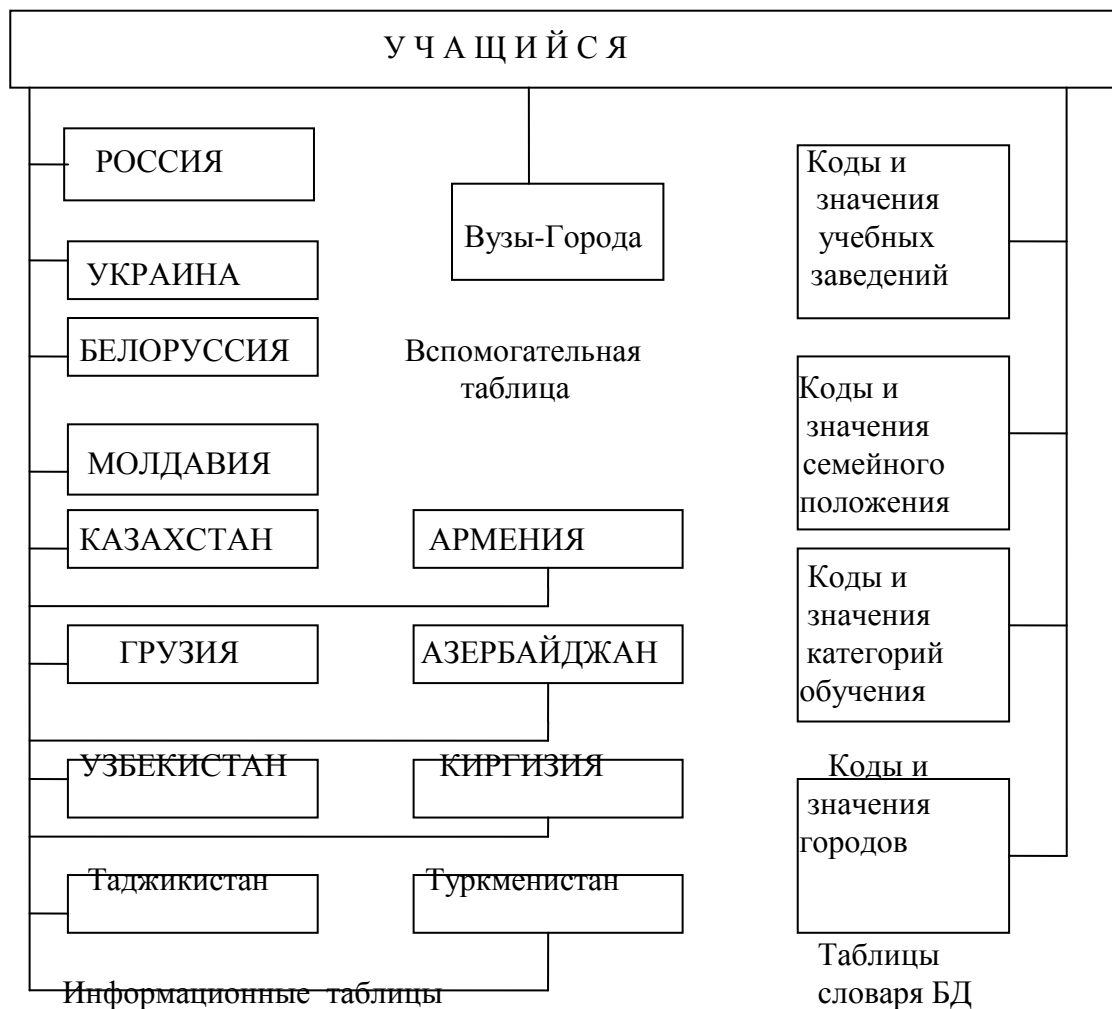 У Ч А Щ И Й С Я
РОССИЯ
УКРАИНА
БЕЛОРУССИЯ
МОЛДАВИЯ
КАЗАХСТАН
АРМЕНИЯ
ГРУЗИЯ
АЗЕРБАЙДЖАН
УЗБЕКИСТАН
КИРГИЗИЯ
Таджикистан
Туркменистан
Информационные таблицы
Вузы-Города
Вспомогательная
таблица
Коды и
значения
учебных
заведений
Коды и
значения
семейного
положения
Коды и
значения
категорий
обучения
Коды и
значения
городов
Таблицы
словаря БД